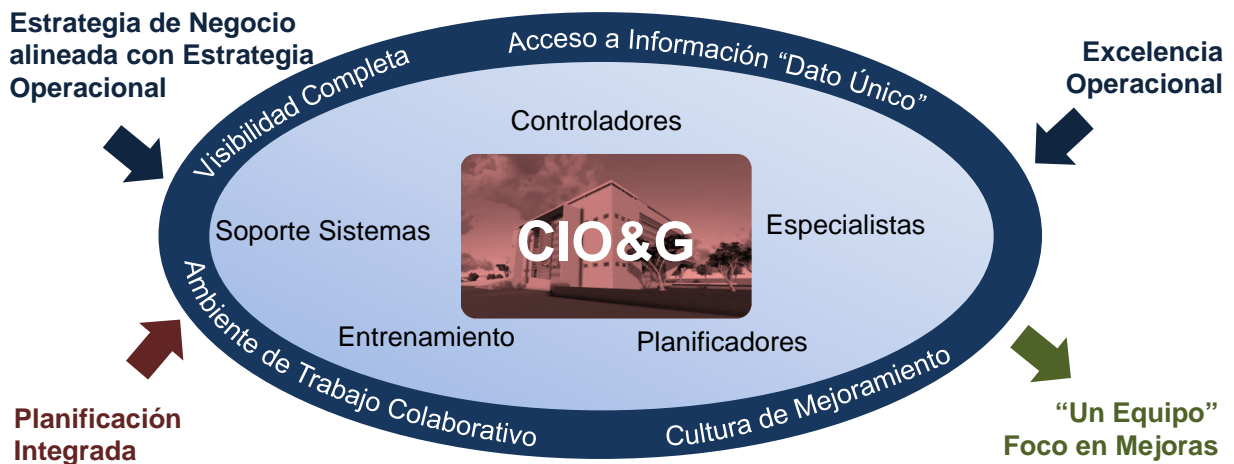 Estrategia de Negocio
alineada con Estrategia
Operacional
Acceso a Información “Dato Único”
Excelencia
Operacional
Visibilidad Completa
Controladores
Soporte Sistemas
CIO&G
Especialistas
Entrenamiento
Planificadores
Ambiente de Trabajo Colaborativo
Cultura de Mejoramiento
Planificación
Integrada
“Un Equipo”
Foco en Mejoras